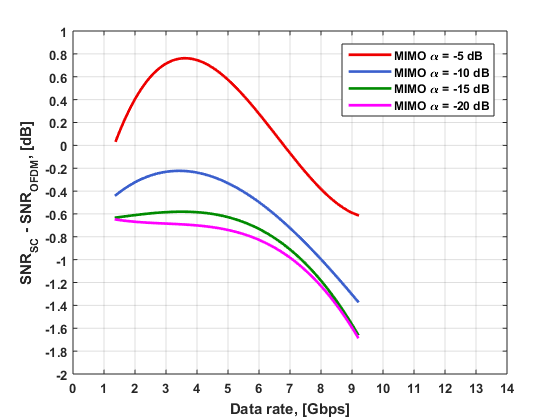 1
0.8
0.6
0.4
0.2
0
-0.2
-0.4
-0.6
-0.8
-1
-1.2
-1.4
-1.6
-1.8
-2
SNR_SC - SNR_OFDM, [dB]
MIMO α = -5 dB
MIMO α = -10 dB
MIMO α = -15 dB
MIMO α = -20 dB
0 1 2 3 4 5 6 7 8 9 10 11 12 13 14
Data rate, [Gbps]